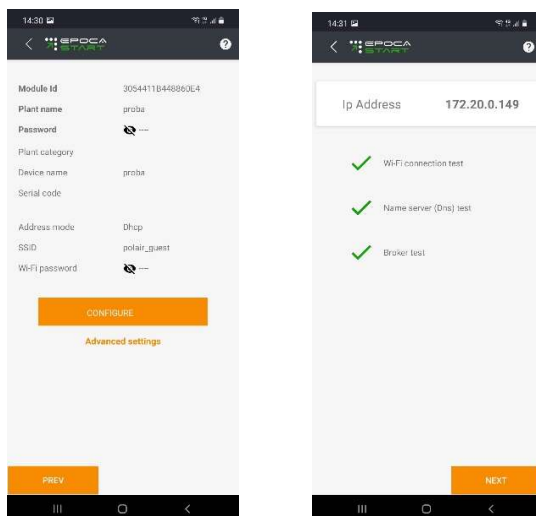 14:30
EPOCA
START
Module Id 3054411B448860E4
Plant name proba
Password ---
Plunt category
Device name proba
Serial code
Address mode Dhcp
SSID polair_guest
Wi-Fi password ---
CONFIGURE
Advanced settings
PREV
14:31
EPOCA
START
Ip Address 172.20.0.149
Wi-Fi connection test
Name server (Dns) test
Broker test
NEXT